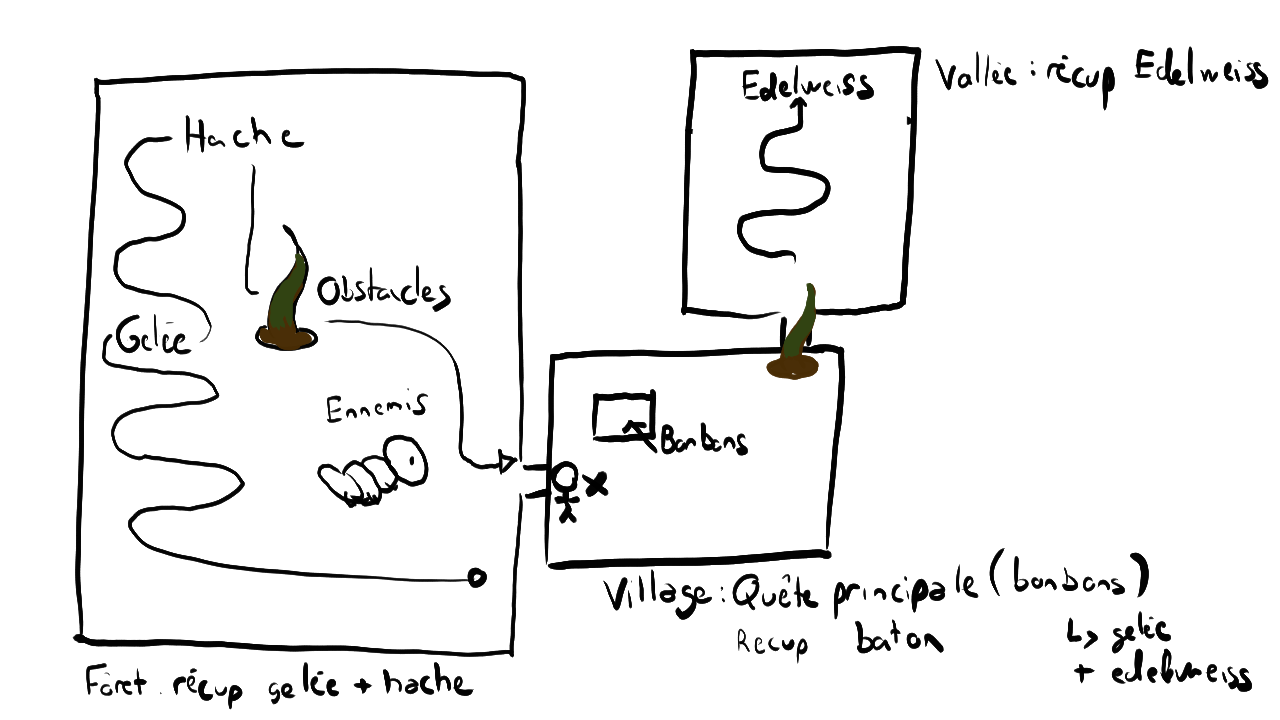 Hache
Obstacles
Gelée
Ennemis
Forêt : récup gelée + hache
Edelweiss
Vallée : récup Edelweiss
Bonbons
Village : Quête principale (bonbons)
Recup baton
↳ gelée
+ edelweiss